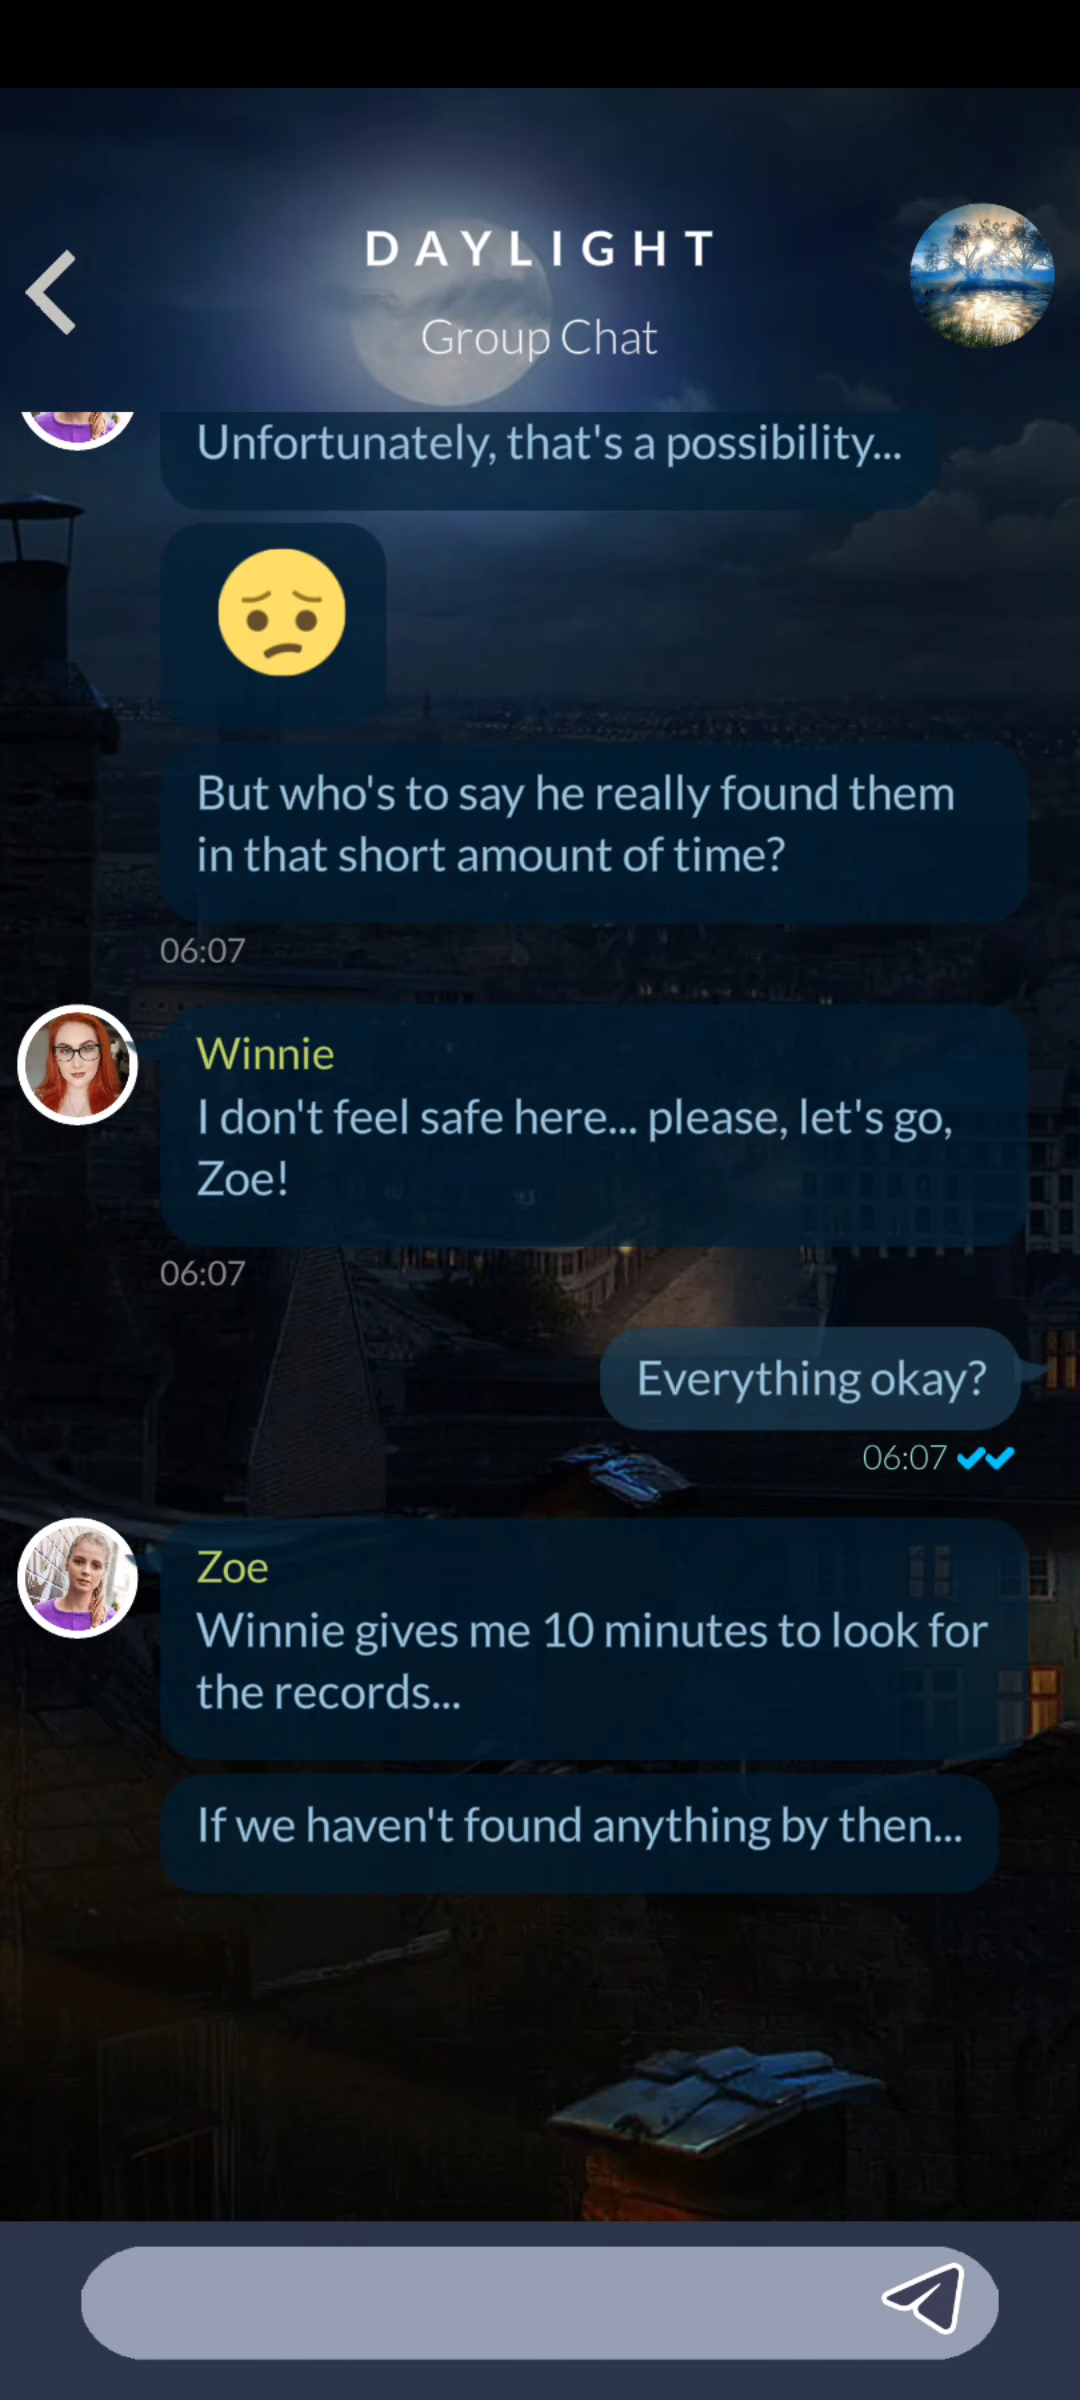 DAYLIGHT
Group Chat
Unfortunately, that's a possibility...
But who's to say he really found them
in that short amount of time?
06:07
Winnie
I don't feel safe here... please, let's go,
Zoe!
06:07
Everything okay?
06:07
Zoe
Winnie gives me 10 minutes to look for
the records...
If we haven't found anything by then...